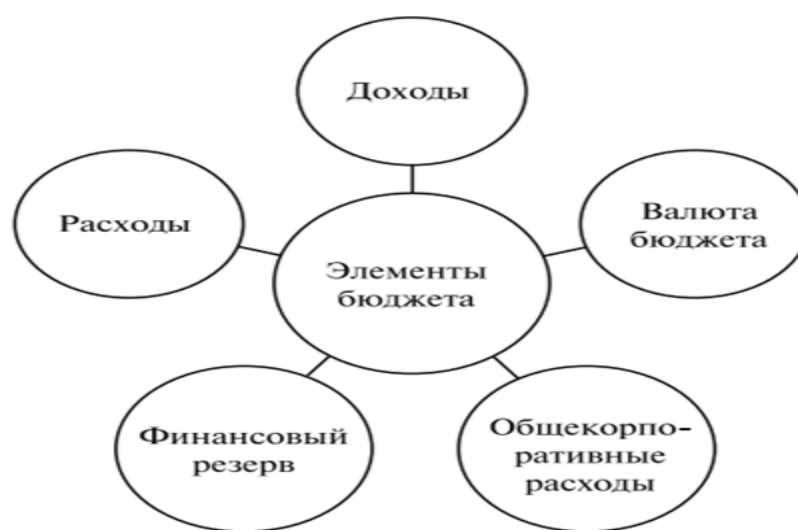 Доходы
Расходы
Валюта
бюджета
Элементы
бюджета
Финансовый
резерв
Общекорпо-
ративные
расходы